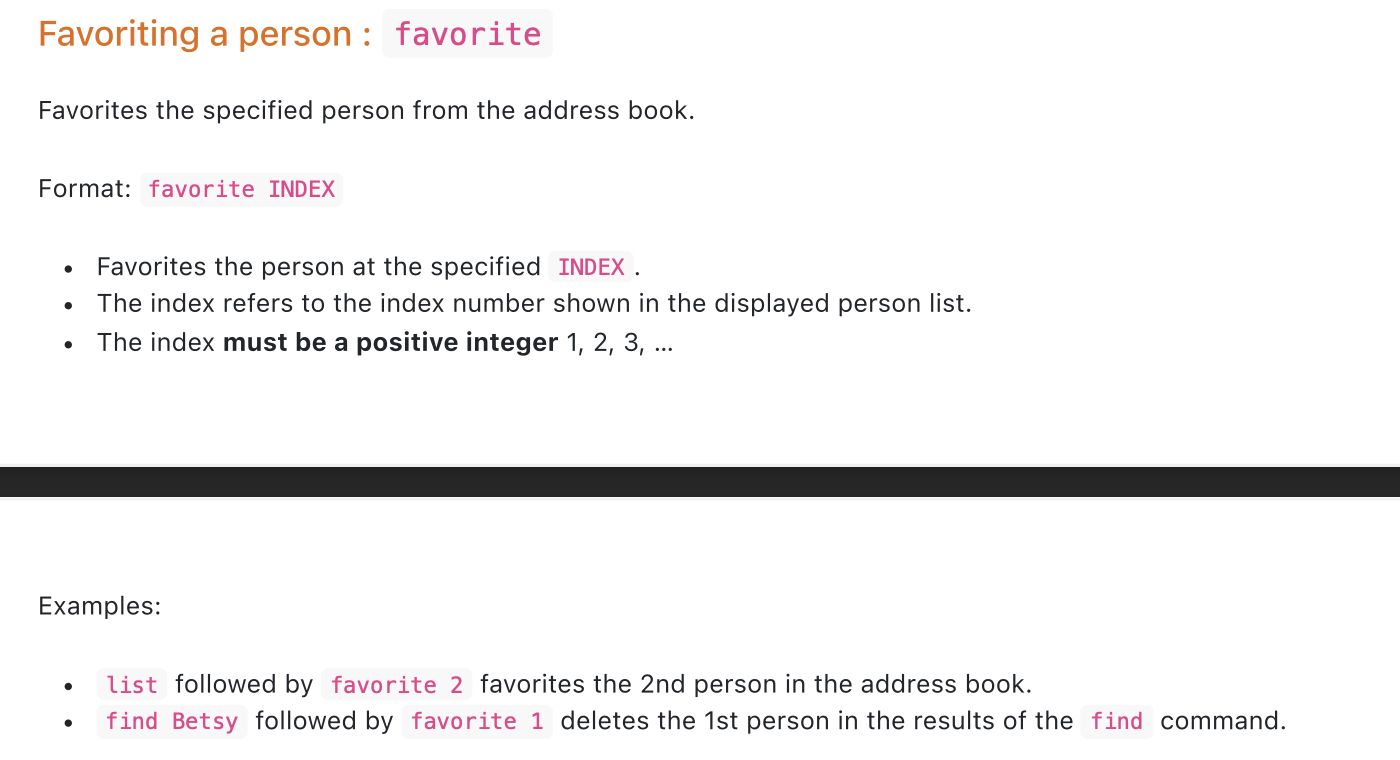 Favoriting a person : favorite
Favorites the specified person from the address book.
Format: favorite INDEX
• Favorites the person at the specified INDEX .
• The index refers to the index number shown in the displayed person list.
• The index must be a positive integer 1, 2, 3, …
Examples:
• list followed by favorite 2 favorites the 2nd person in the address book.
• find Betsy followed by favorite 1 deletes the 1st person in the results of the find command.